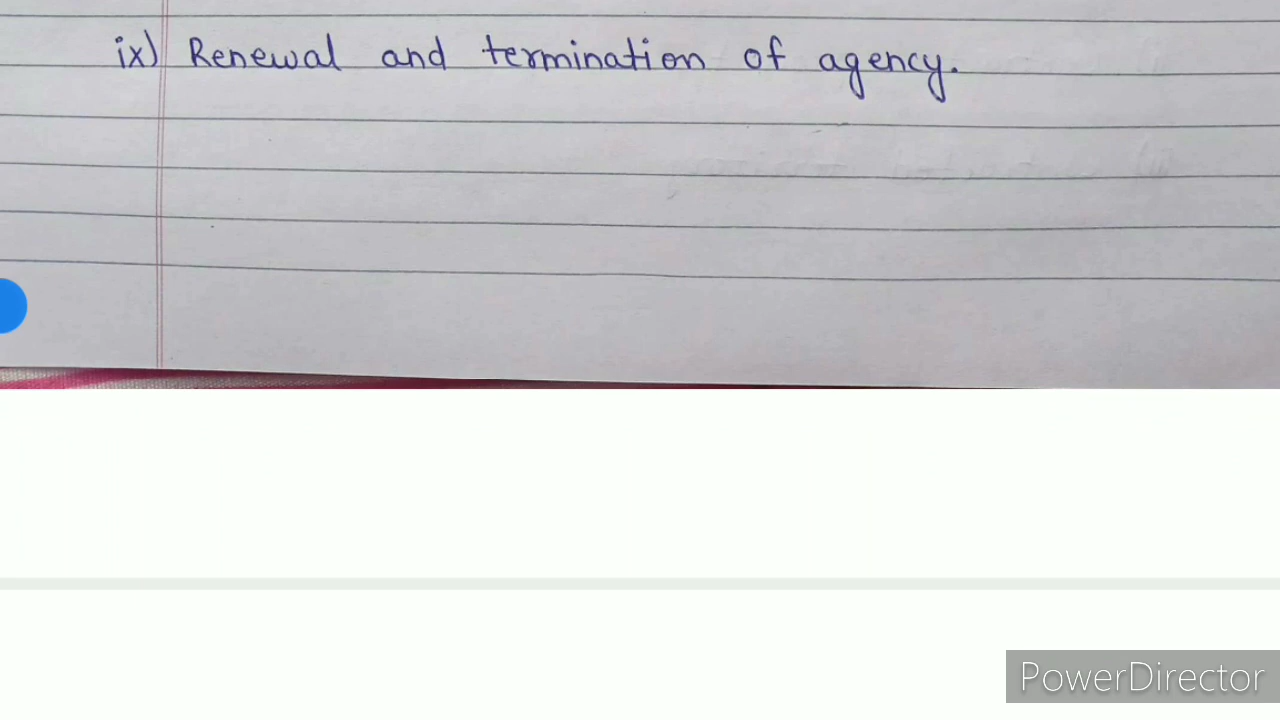 ix) Renewal and termination of agency.
PowerDirector